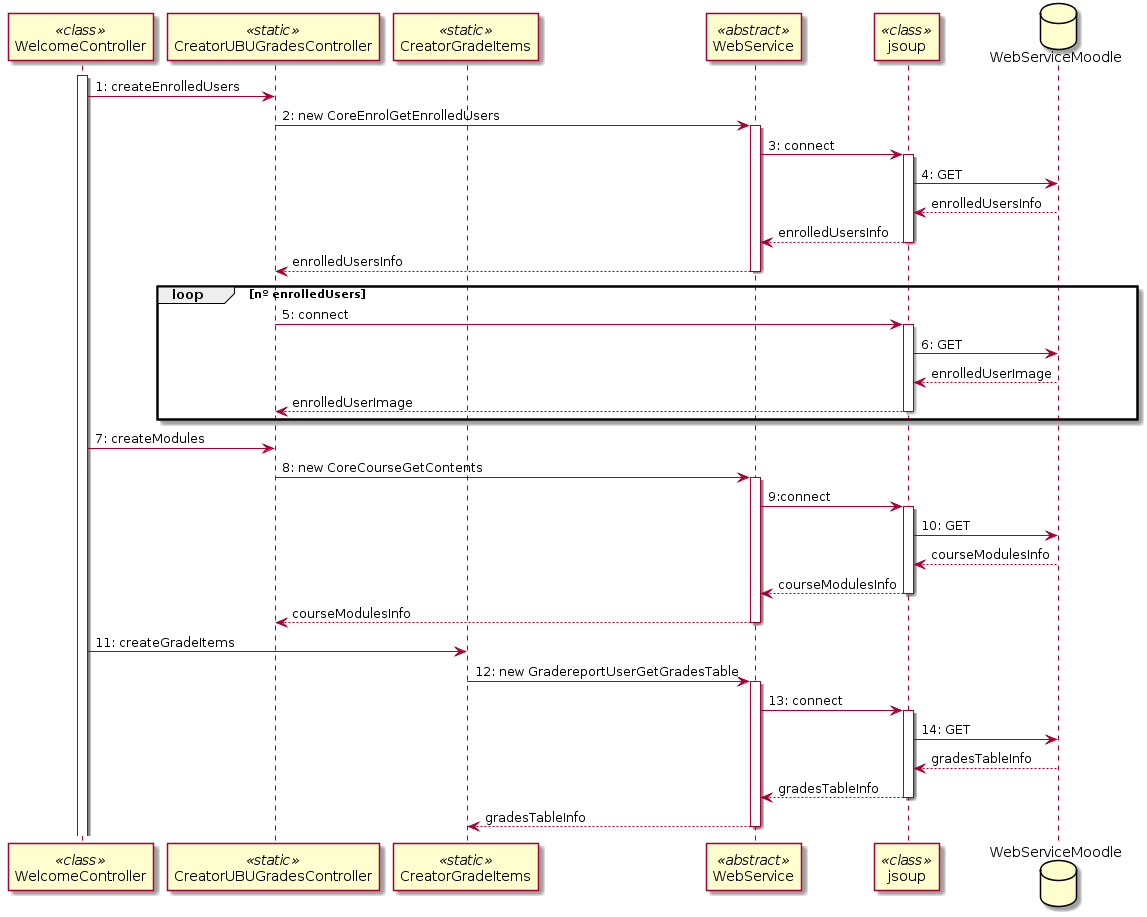 «class»
WelcomeController
«static»
CreatorUBUGradesController
«static»
CreatorGradeItems
«abstract»
WebService
«class»
jsoup
WebServiceMoodle
1: createEnrolledUsers
2: new CoreEnrolGetEnrolledUsers
3: connect
4: GET
enrolledUsersInfo
enrolledUsersInfo
enrolledUsersInfo
loop [nº enrolledUsers]
5: connect
6: GET
enrolledUserImage
enrolledUserImage
7: createModules
8: new CoreCourseGetContents
9:connect
10: GET
courseModulesInfo
courseModulesInfo
courseModulesInfo
11: createGradeItems
12: new GradereportUserGetGradesTable
13: connect
14: GET
gradesTableInfo
gradesTableInfo
gradesTableInfo
«class»
WelcomeController
«static»
CreatorUBUGradesController
«static»
CreatorGradeItems
«abstract»
WebService
«class»
jsoup
WebServiceMoodle